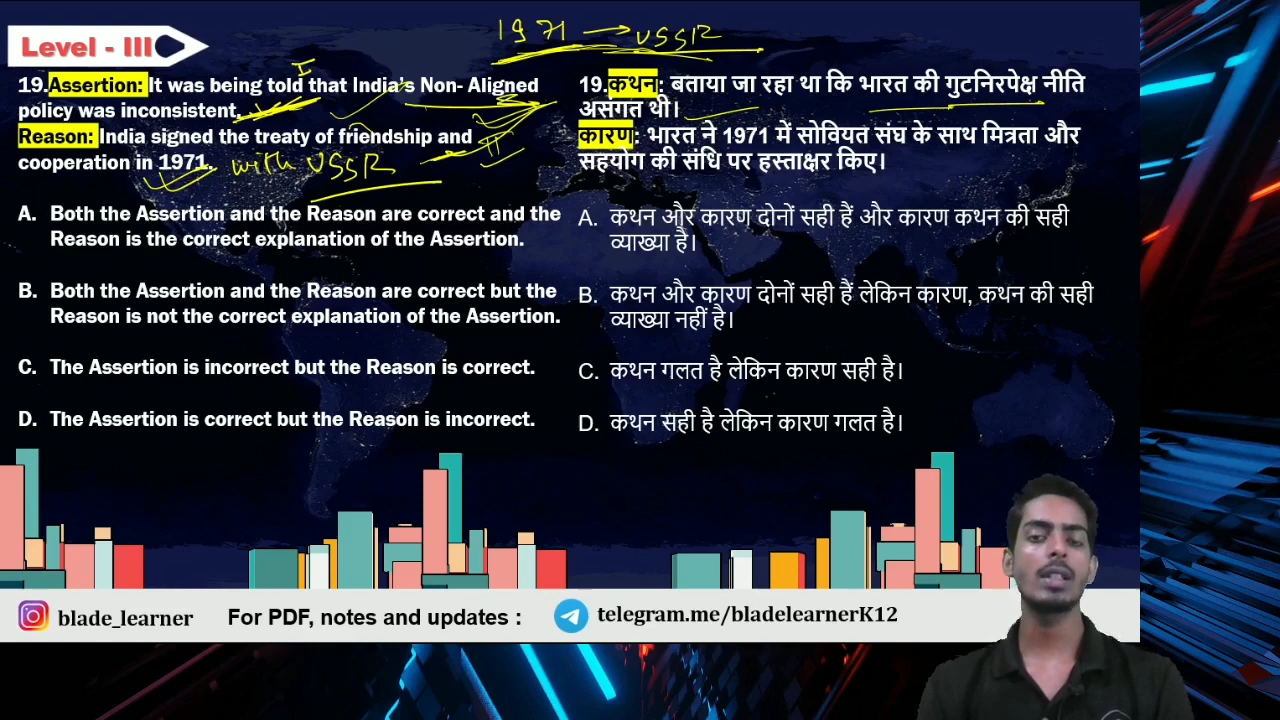 1971 → USSR
Level - III
I
19.Assertion: It was being told that India's Non- Aligned
policy was inconsistent.
Reason: India signed the treaty of friendship and
II
cooperation in 1971. with USSR
A. Both the Assertion and the Reason are correct and the
Reason is the correct explanation of the Assertion.
B. Both the Assertion and the Reason are correct but the
Reason is not the correct explanation of the Assertion.
C. The Assertion is incorrect but the Reason is correct.
D. The Assertion is correct but the Reason is incorrect.
19.कथन: बताया जा रहा था कि भारत की गुटनिरपेक्ष नीति
असंगत थी।
कारण: भारत ने 1971 में सोवियत संघ के साथ मित्रता और
सहयोग की संधि पर हस्ताक्षर किए।
A. कथन और कारण दोनों सही हैं और कारण कथन की सही
व्याख्या है।
B. कथन और कारण दोनों सही हैं लेकिन कारण, कथन की सही
व्याख्या नहीं है।
C. कथन गलत है लेकिन कारण सही है।
D. कथन सही है लेकिन कारण गलत है।
blade_learner
For PDF, notes and updates :
telegram.me/bladelearnerK12